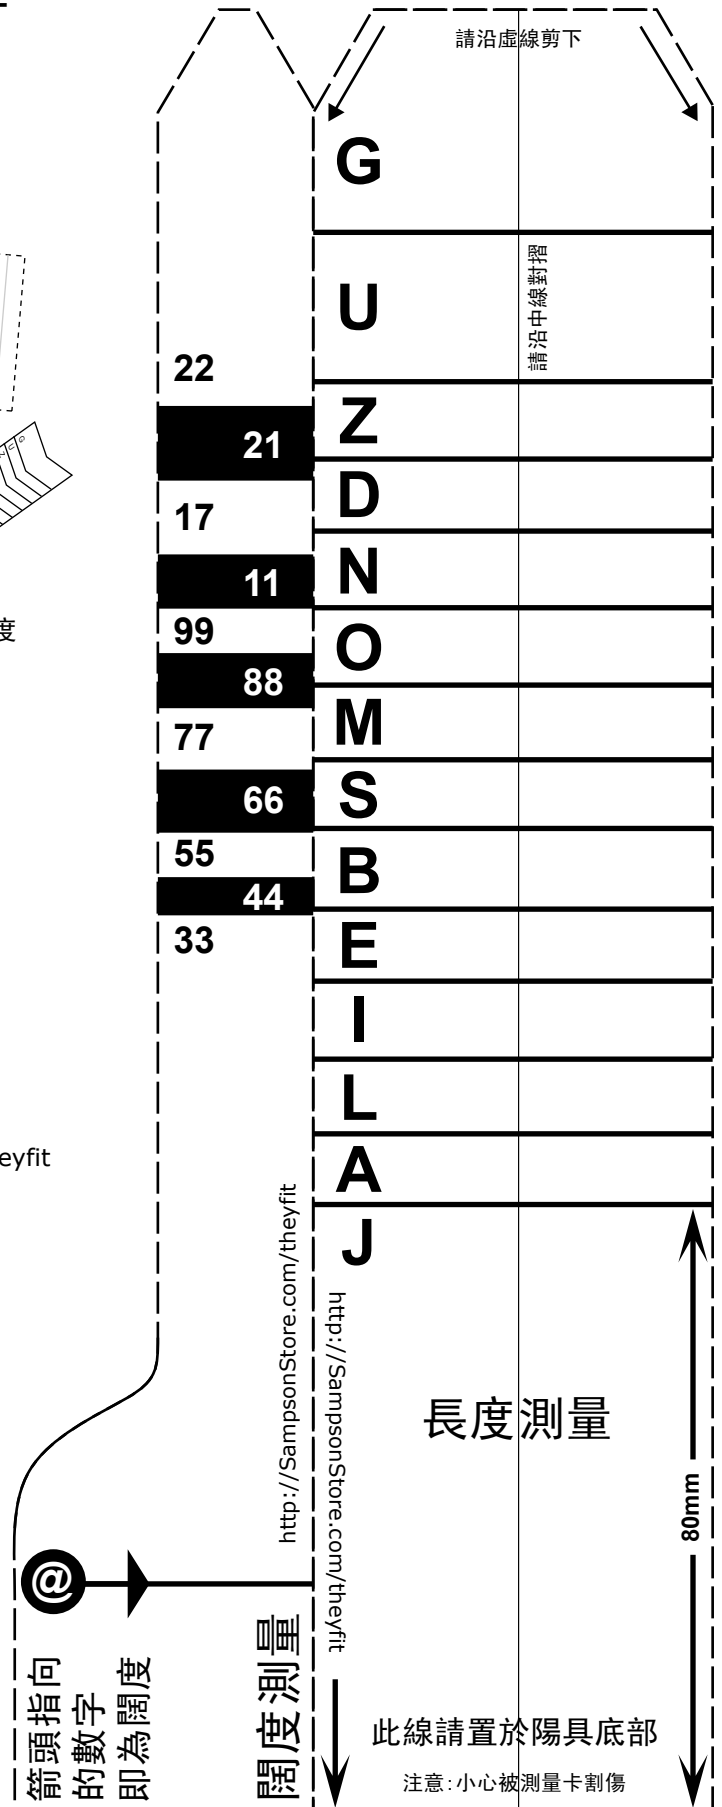 請沿虛線剪下
G
U
請沿中線對摺
Z
D
N
O
M
S
B
E
I
L
A
J
22
21
17
11
99
88
77
66
55
44
33
度
eyfit
http://SampsonStore.com/theyfit
http://SampsonStore.com/theyfit
長度測量
80mm
@
箭頭指向
的數字
即為闊度
闊度測量
此線請置於陽具底部
注意:小心被測量卡割傷